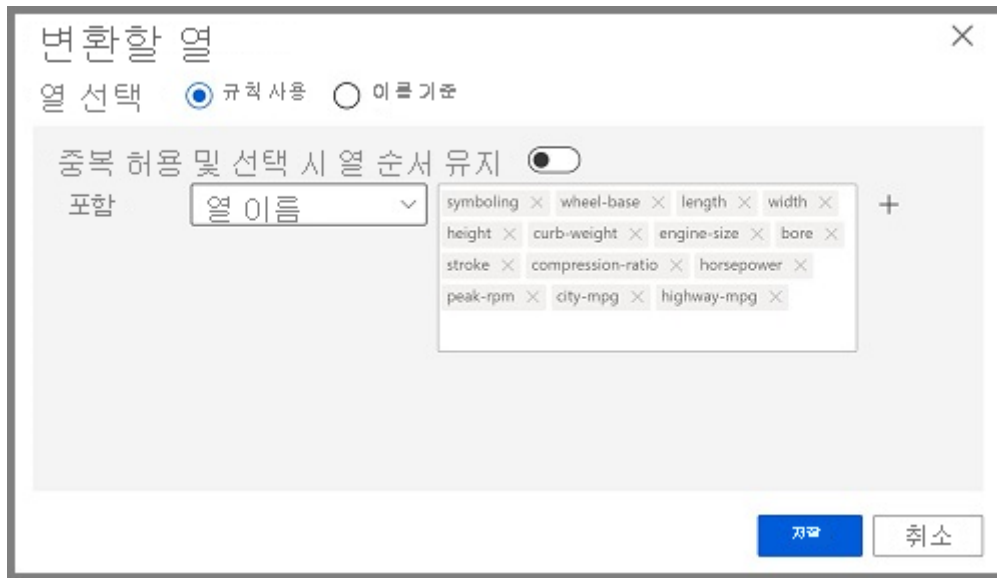 변환할 열
열 선택 규칙 사용 이름 기준
중복 허용 및 선택 시 열 순서 유지
포함 열 이름 symboling wheel-base length width
height curb-weight engine-size bore
stroke compression-ratio horsepower
peak-rpm city-mpg highway-mpg
저장 취소